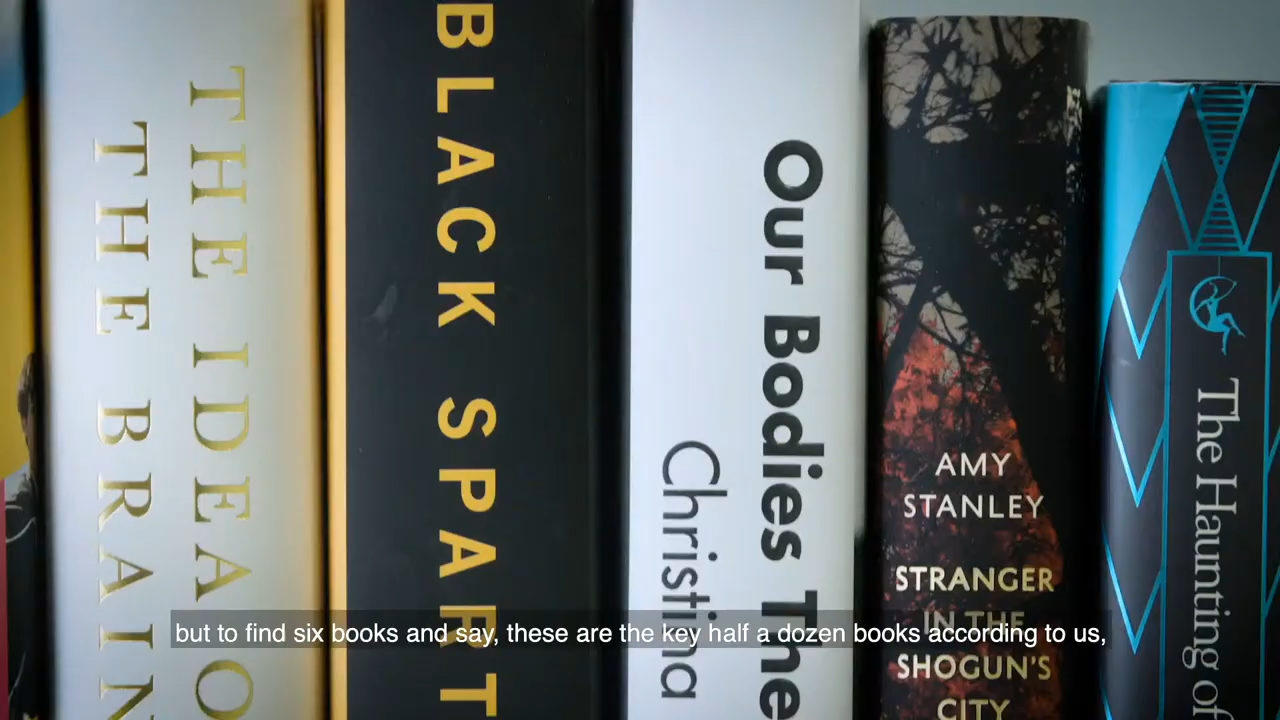 THE IDEA O
THE BRAIN
BLACK SPART
Our Bodies The
Christina
AMY
STANLEY
STRANGER
IN THE
SHOGUN'S
CITY
The Haunting of
but to find six books and say, these are the key half a dozen books according to us,